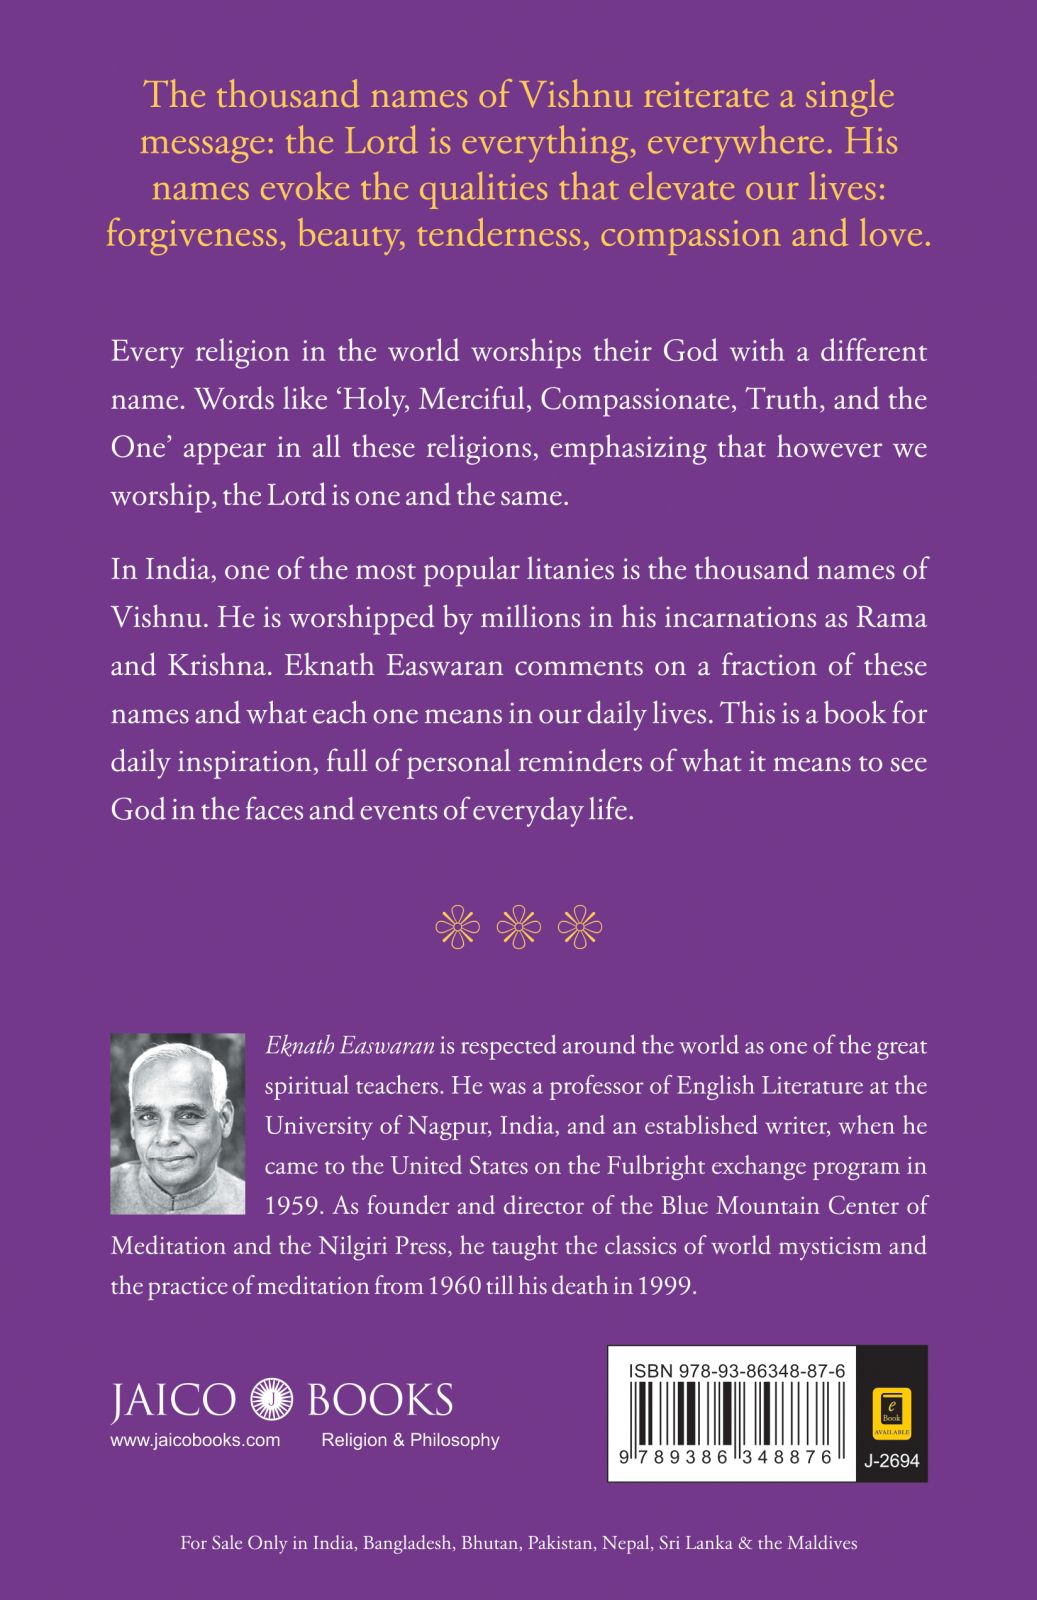 The thousand names of Vishnu reiterate a single
message: the Lord is everything, everywhere. His
names evoke the qualities that elevate our lives:
forgiveness, beauty, tenderness, compassion and love.
Every religion in the world worships their God with a different
name. Words like ‘Holy, Merciful, Compassionate, Truth, and the
One’ appear in all these religions, emphasizing that however we
worship, the Lord is one and the same.
In India, one of the most popular litanies is the thousand names of
Vishnu. He is worshipped by millions in his incarnations as Rama
and Krishna. Eknath Easwaran comments on a fraction of these
names and what each one means in our daily lives. This is a book for
daily inspiration, full of personal reminders of what it means to see
God in the faces and events of everyday life.
Eknath Easwaran is respected around the world as one of the great
spiritual teachers. He was a professor of English Literature at the
University of Nagpur, India, and an established writer, when he
came to the United States on the Fulbright exchange program in
1959. As founder and director of the Blue Mountain Center of
Meditation and the Nilgiri Press, he taught the classics of world mysticism and
the practice of meditation from 1960 till his death in 1999.
JAICO J BOOKS
www.jaicobooks.com Religion & Philosophy
ISBN 978-93-86348-87-6
9 789386 348876
e
Book
AVAILABLE
J-2694
For Sale Only in India, Bangladesh, Bhutan, Pakistan, Nepal, Sri Lanka & the Maldives